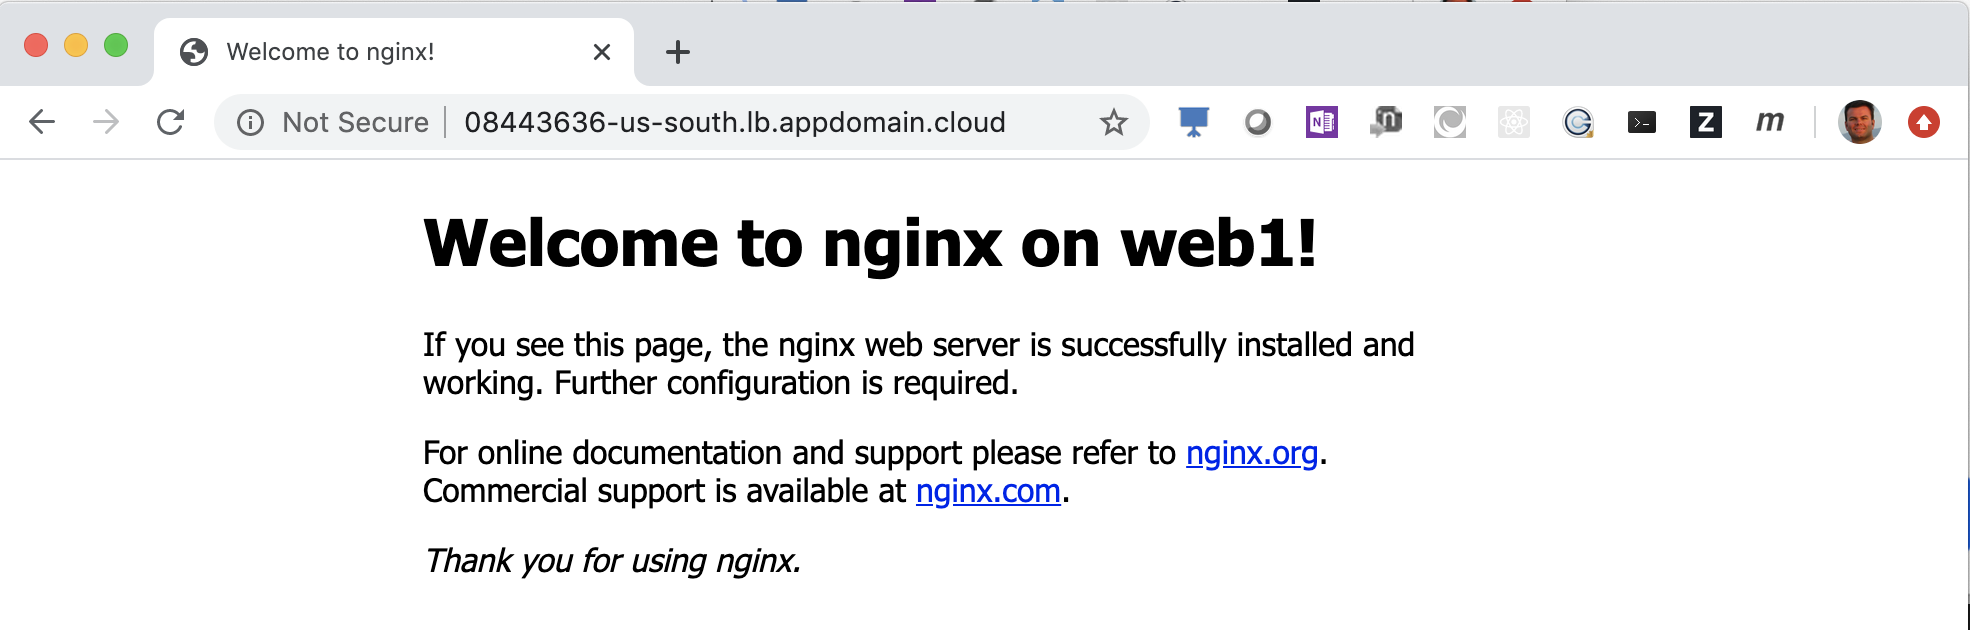 Welcome to nginx!
Not Secure
08443636-us-south.lb.appdomain.cloud
N
n
G
>_
Z
m
Welcome to nginx on web1!
If you see this page, the nginx web server is successfully installed and
working. Further configuration is required.
For online documentation and support please refer to nginx.org.
Commercial support is available at nginx.com.
Thank you for using nginx.